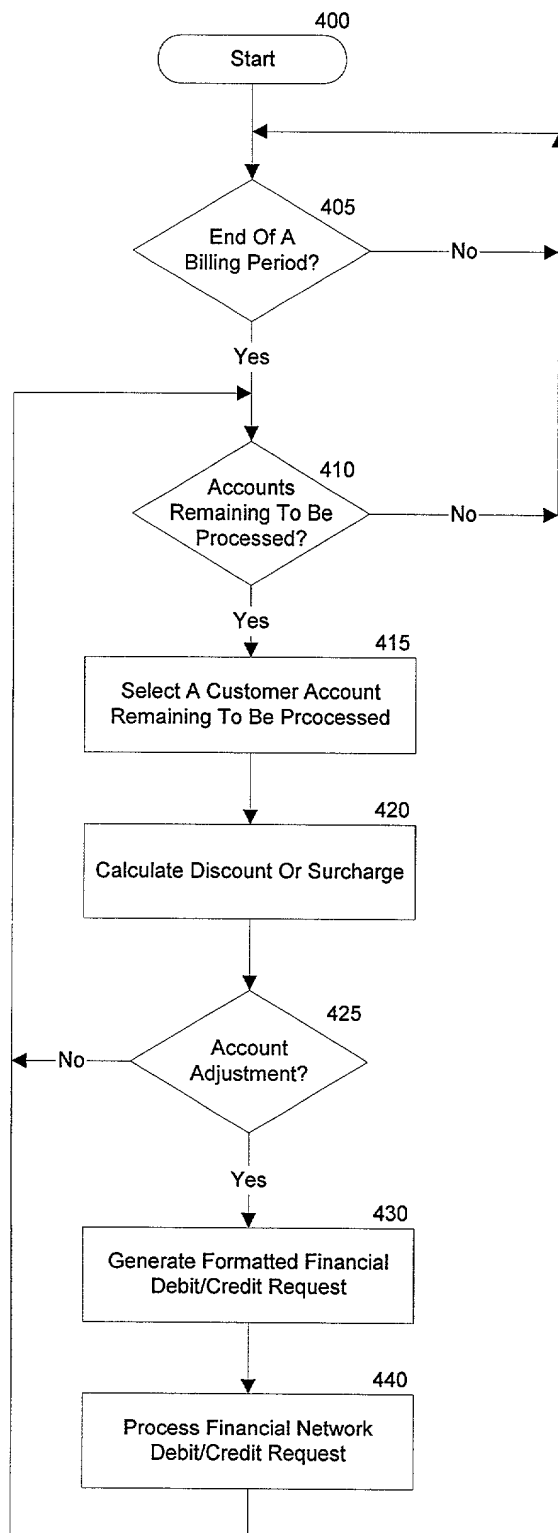 400
Start
405
End Of A
Billing Period?
No
Yes
410
Accounts
Remaining To Be
Processed?
No
Yes
415
Select A Customer Account
Remaining To Be Prcocessed
420
Calculate Discount Or Surcharge
425
Account
Adjustment?
No
Yes
430
Generate Formatted Financial
Debit/Credit Request
440
Process Financial Network
Debit/Credit Request